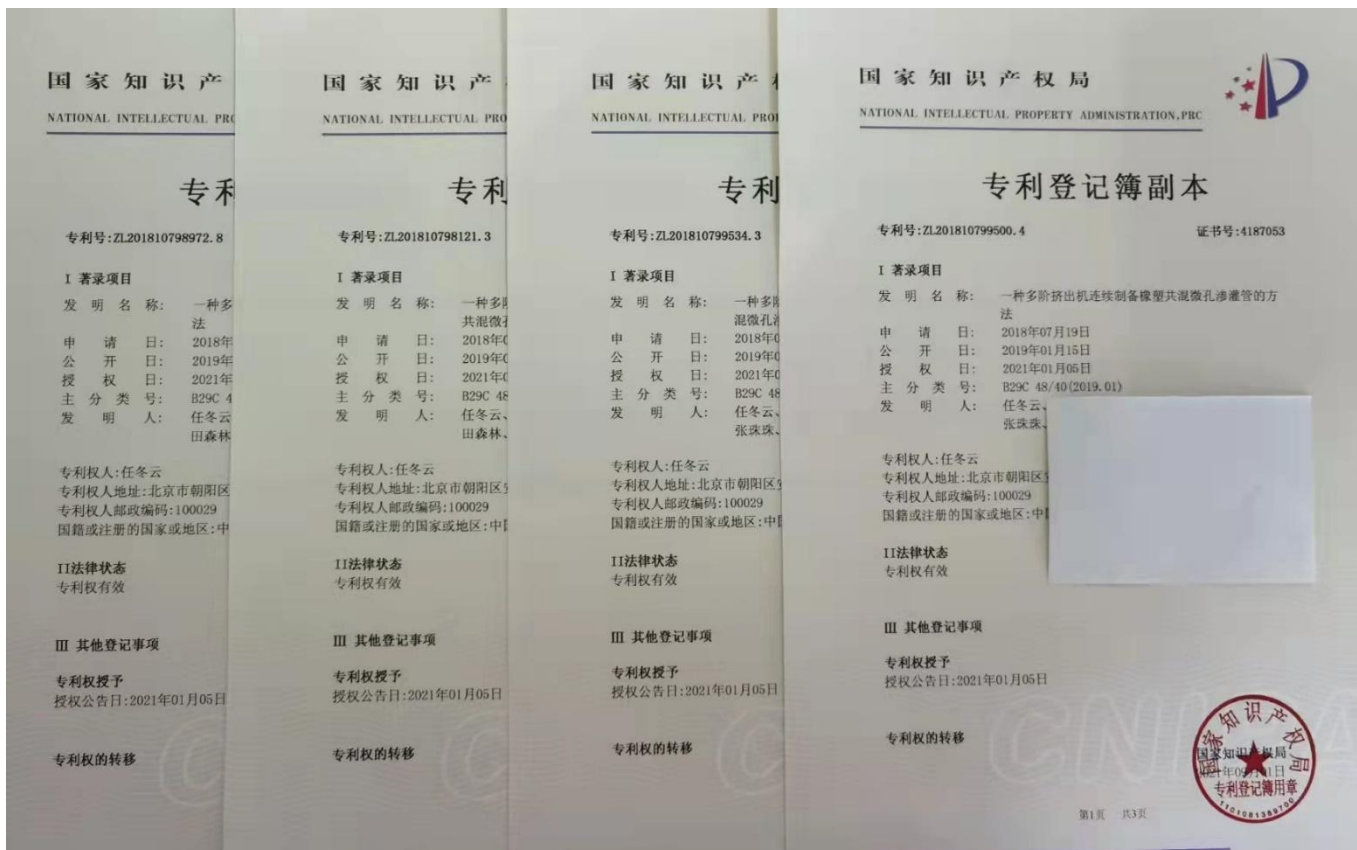 国家知识产
NATIONAL INTELLECTUAL PRO
专利
专利号:ZL201810798972.8
I 著录项目
发明名称: 一种多
法
申请日: 2018年
公开日: 2019年
授权日: 2021年
主分类号: B29C 4
发明人: 任冬云
田森林
专利权人:任冬云
专利权人地址:北京市朝阳区
专利权人邮政编码:100029
国籍或注册的国家或地区:中
II法律状态
专利权有效
III 其他登记事项
专利权授予
授权公告日:2021年01月05日
专利权的转移
国家知识产
NATIONAL INTELLECTUAL PRO
专利
专利号:ZL201810798121.3
I 著录项目
发明名称: 一种多
共混微
申请日: 2018年
公开日: 2019年
授权日: 2021年
主分类号: B29C 48
发明人: 任冬云、
田森林、
专利权人:任冬云
专利权人地址:北京市朝阳区
专利权人邮政编码:100029
国籍或注册的国家或地区:中
II法律状态
专利权有效
III 其他登记事项
专利权授予
授权公告日:2021年01月05日
专利权的转移
国家知识产
NATIONAL INTELLECTUAL PRO
专利
专利号:ZL201810799534.3
I 著录项目
发明名称: 一种多
混微孔
申请日: 2018年
公开日: 2019年
授权日: 2021年
主分类号: B29C 48
发明人: 任冬云、
张珠珠、
专利权人:任冬云
专利权人地址:北京市朝阳区
专利权人邮政编码:100029
国籍或注册的国家或地区:中
II法律状态
专利权有效
III 其他登记事项
专利权授予
授权公告日:2021年01月05日
专利权的转移
国家知识产权局
NATIONAL INTELLECTUAL PROPERTY ADMINISTRATION,PRC
专利登记簿副本
专利号:ZL201810799500.4 证书号:4187053
I 著录项目
发明名称: 一种多阶挤出机连续制备橡塑共混微孔渗灌管的方
法
申请日: 2018年07月19日
公开日: 2019年01月15日
授权日: 2021年01月05日
主分类号: B29C 48/40(2019.01)
发明人: 任冬云、
张珠珠、
专利权人:任冬云
专利权人地址:北京市朝阳区
专利权人邮政编码:100029
国籍或注册的国家或地区:中
II法律状态
专利权有效
III 其他登记事项
专利权授予
授权公告日:2021年01月05日
专利权的转移
国家知识产权局
专利登记簿用章
第1页 共3页